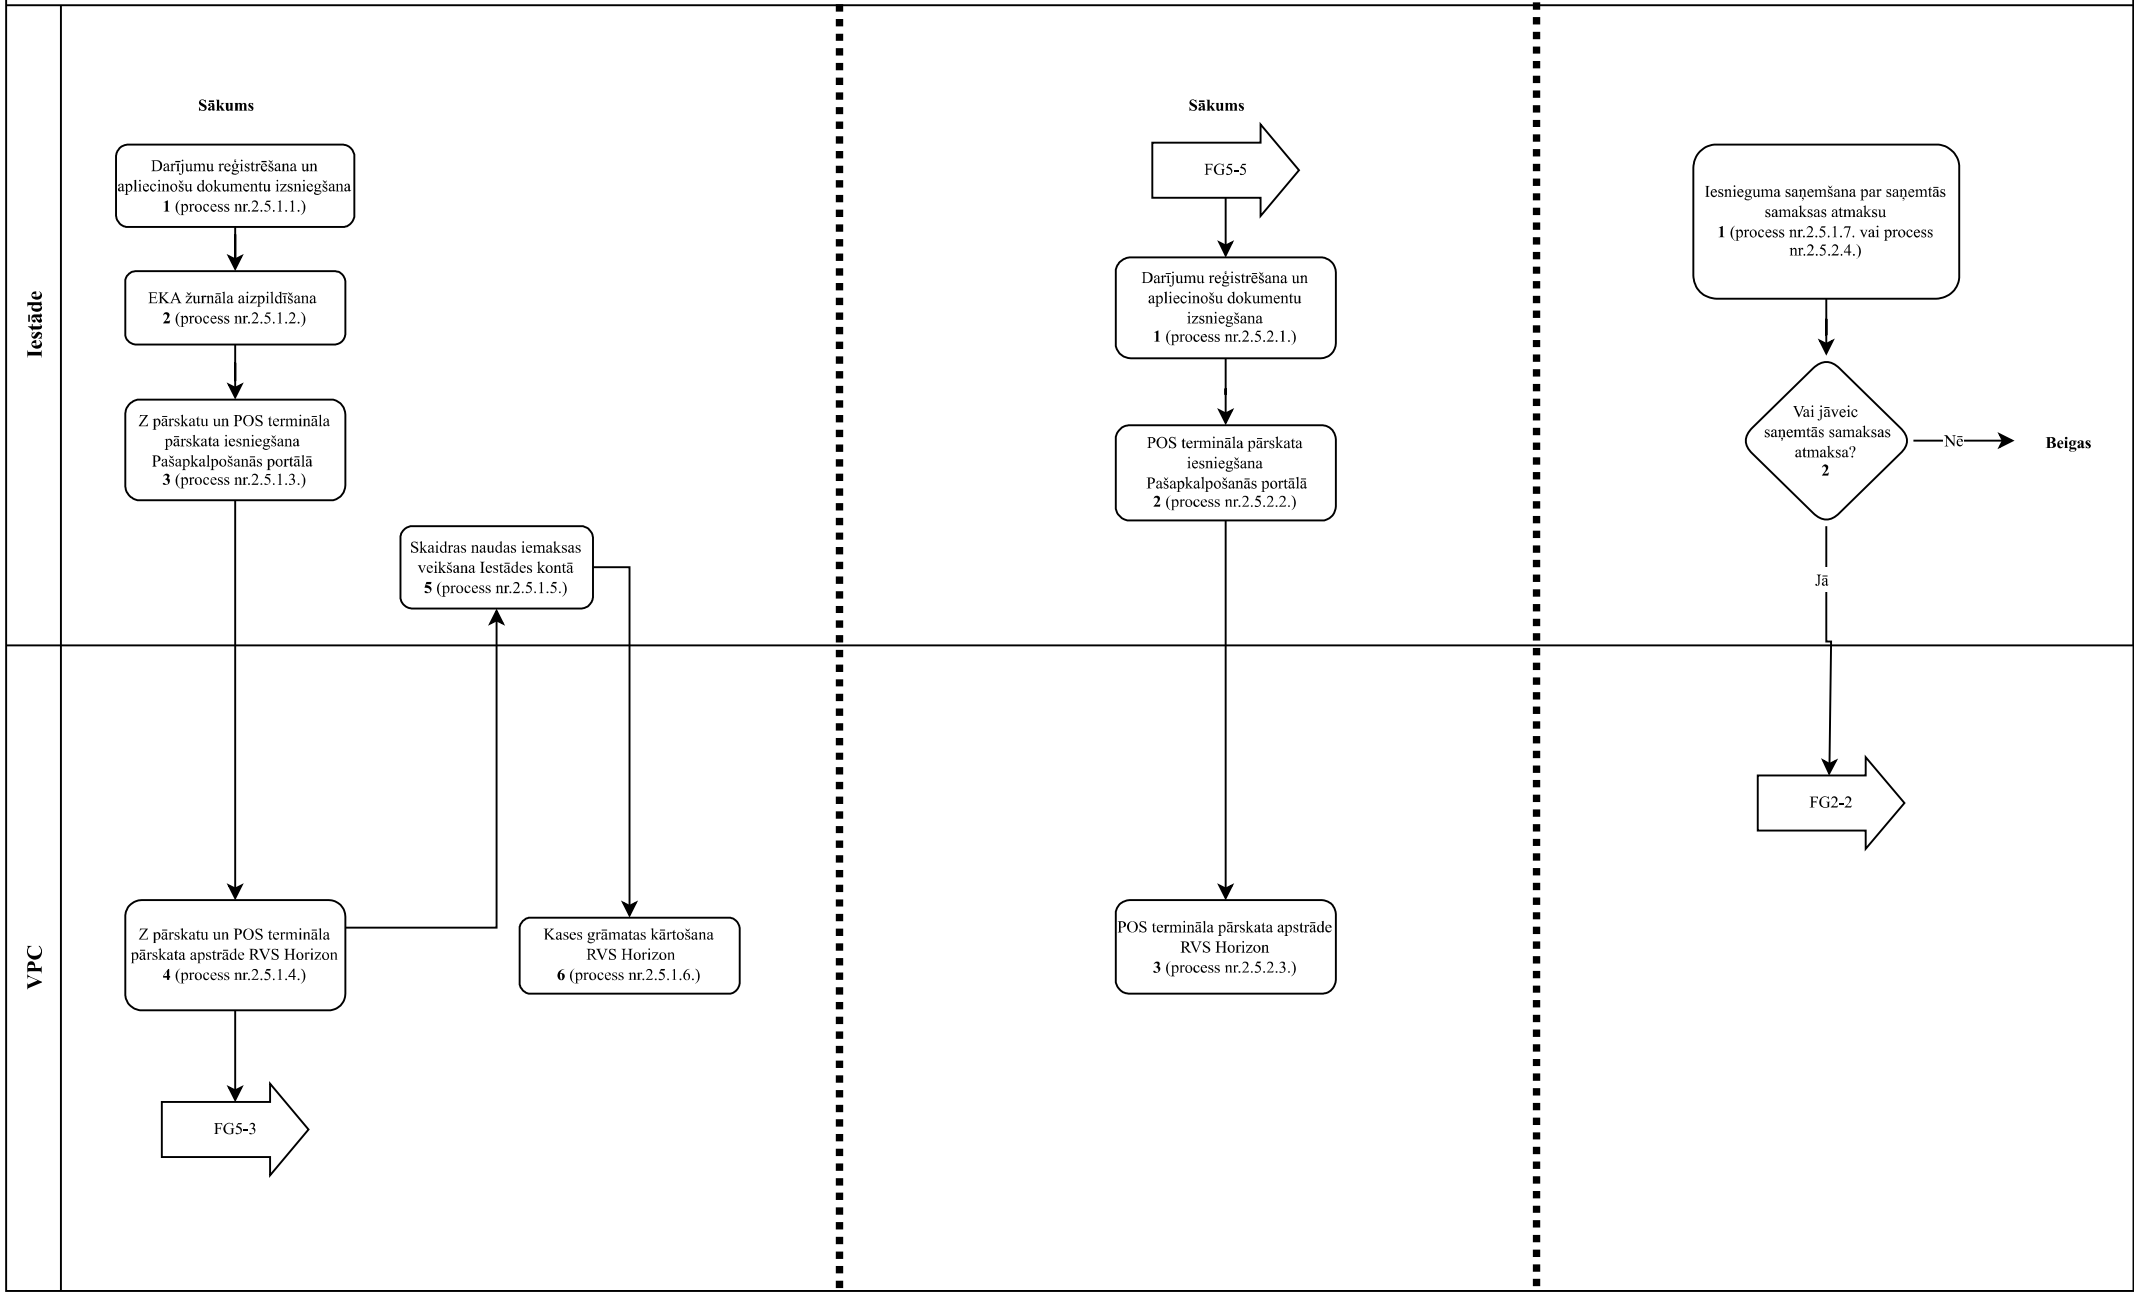 Iestāde
Sākums
Darījumu reģistrēšana un
apliecinošu dokumentu izsniegšana
1 (process nr.2.5.1.1.)
EKA žurnāla aizpildīšana
2 (process nr.2.5.1.2.)
Z pārskatu un POS termināla
pārskata iesniegšana
Pašapkalpošanās portālā
3 (process nr.2.5.1.3.)
Skaidras naudas iemaksas
veikšana Iestādes kontā
5 (process nr.2.5.1.5.)
VPC
Z pārskatu un POS termināla
pārskata apstrāde RVS Horizon
4 (process nr.2.5.1.4.)
Kases grāmatas kārtošana
RVS Horizon
6 (process nr.2.5.1.6.)
FG5-3
Sākums
FG5-5
Darījumu reģistrēšana un
apliecinošu dokumentu
izsniegšana
1 (process nr.2.5.2.1.)
POS termināla pārskata
iesniegšana
Pašapkalpošanās portālā
2 (process nr.2.5.2.2.)
POS termināla pārskata apstrāde
RVS Horizon
3 (process nr.2.5.2.3.)
Iesnieguma saņemšana par saņemtās
samaksas atmaksu
1 (process nr.2.5.1.7. vai process
nr.2.5.2.4.)
Vai jāveic
saņemtās samaksas
atmaksa?
2
Nē
Beigas
Jā
FG2-2